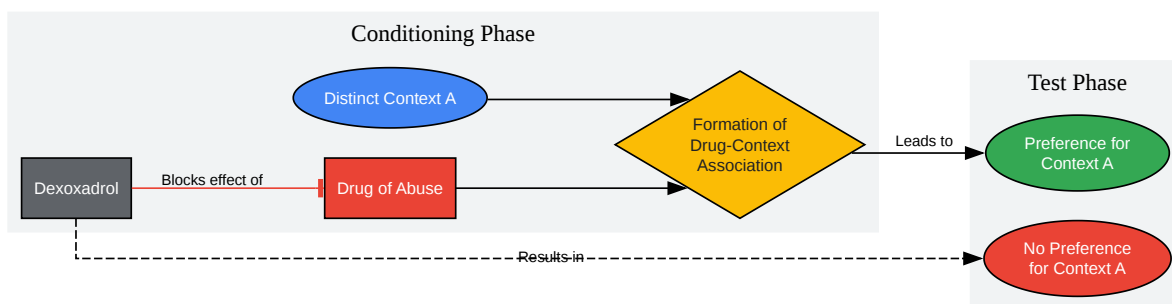 Conditioning Phase
Test Phase
Distinct Context A
Formation of
Drug-Context
Association
Leads to
Preference for
Context A
Dexoxadrol
Blocks effect of
Drug of Abuse
Results in
No Preference
for Context A